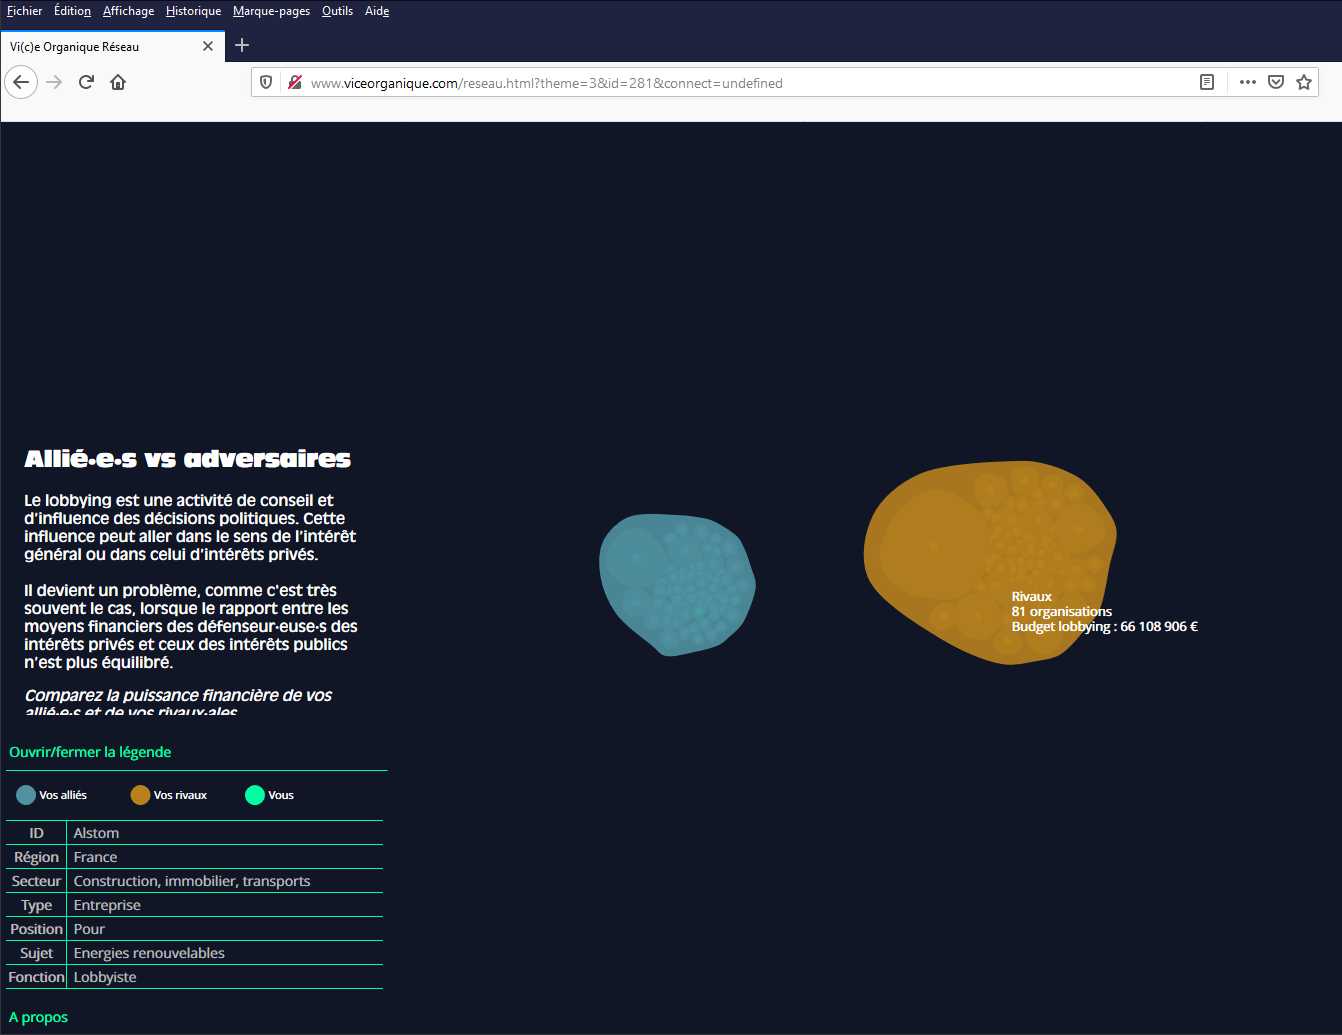 Fichier Édition Affichage Historique Marque-pages Outils Aide
Vi(c)e Organique Réseau
www.viceorganique.com/reseau.html?theme=3&id=281&connect=undefined
Allié·e·s vs adversaires
Le lobbying est une activité de conseil et
d'influence des décisions politiques. Cette
influence peut aller dans le sens de l'intérêt
général ou dans celui d'intérêts privés.
Il devient un problème, comme c'est très
souvent le cas, lorsque le rapport entre les
moyens financiers des défenseur·euse·s des
intérêts privés et ceux des intérêts publics
n'est plus équilibré.
Comparez la puissance financière de vos
allié·e·s et de vos rivaux·ales
Rivaux
81 organisations
Budget lobbying : 66 108 906 €
Ouvrir/fermer la légende
Vos alliés Vos rivaux Vous
ID Alstom
Région France
Secteur Construction, immobilier, transports
Type Entreprise
Position Pour
Sujet Energies renouvelables
Fonction Lobbyiste
A propos